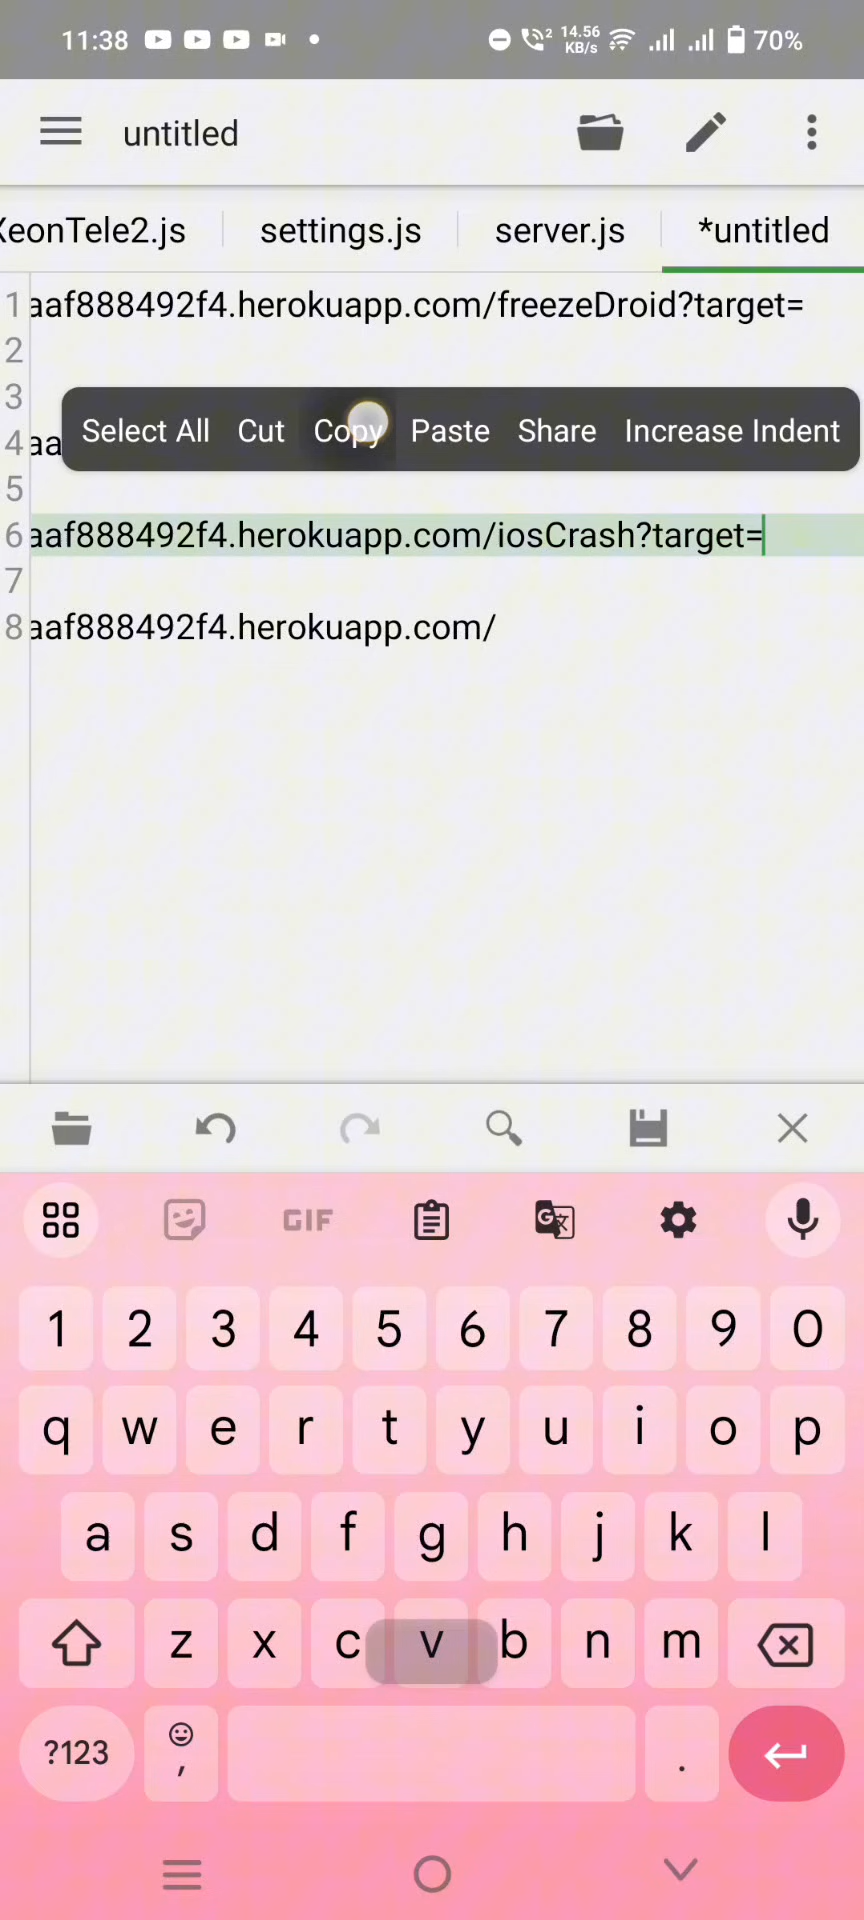 11:38 2 14.56 KB/s 70%
untitled
XeonTele2.js settings.js server.js *untitled
1 aaf888492f4.herokuapp.com/freezeDroid?target=
2
3
Select All Cut Copy Paste Share Increase Indent
4 aa
5
6 aaf888492f4.herokuapp.com/iosCrash?target=
7
8 aaf888492f4.herokuapp.com/
GIF G 文
1 2 3 4 5 6 7 8 9 0
q w e r t y u i o p
a s d f g h j k l
z x c v b n m
?123 , .